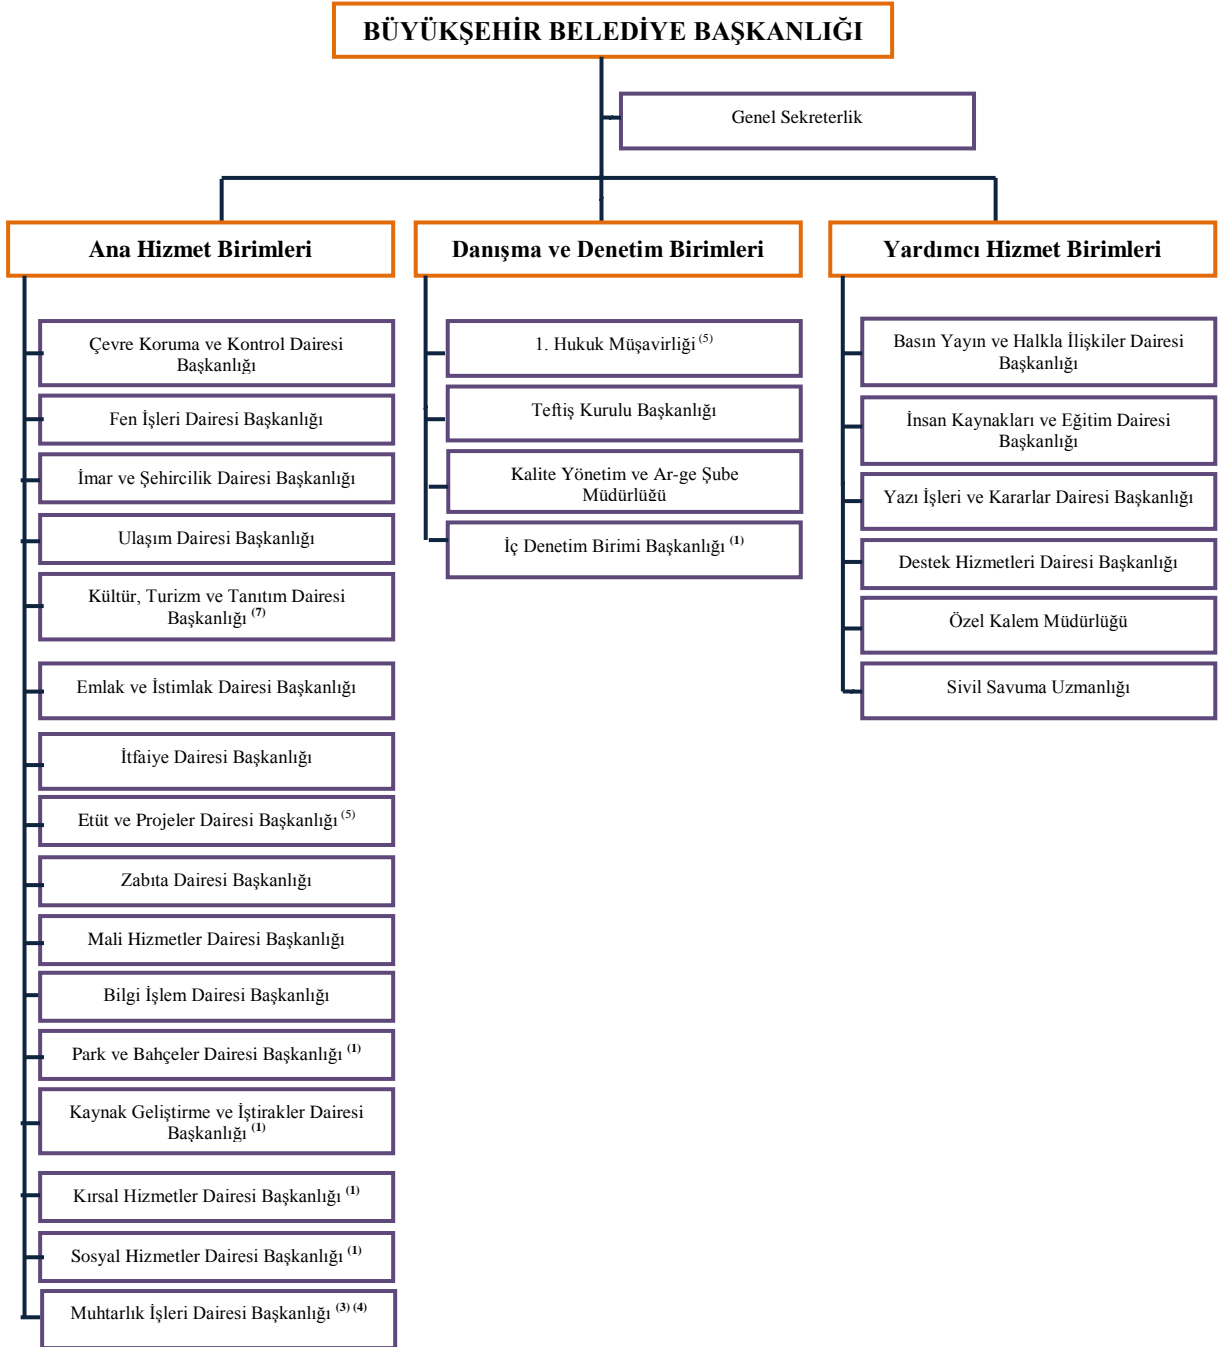 BÜYÜKŞEHİR BELEDİYE BAŞKANLIĞI
Genel Sekreterlik
Ana Hizmet Birimleri
Çevre Koruma ve Kontrol Dairesi
Başkanlığı
Fen İşleri Dairesi Başkanlığı
İmar ve Şehircilik Dairesi Başkanlığı
Ulaşım Dairesi Başkanlığı
Kültür, Turizm ve Tanıtım Dairesi
Başkanlığı (7)
Emlak ve İstimlak Dairesi Başkanlığı
İtfaiye Dairesi Başkanlığı
Etüt ve Projeler Dairesi Başkanlığı (5)
Zabıta Dairesi Başkanlığı
Mali Hizmetler Dairesi Başkanlığı
Bilgi İşlem Dairesi Başkanlığı
Park ve Bahçeler Dairesi Başkanlığı (1)
Kaynak Geliştirme ve İştirakler Dairesi
Başkanlığı (1)
Kırsal Hizmetler Dairesi Başkanlığı (1)
Sosyal Hizmetler Dairesi Başkanlığı (1)
Muhtarlık İşleri Dairesi Başkanlığı (3) (4)
Danışma ve Denetim Birimleri
1. Hukuk Müşavirliği (5)
Teftiş Kurulu Başkanlığı
Kalite Yönetim ve Ar-ge Şube
Müdürlüğü
İç Denetim Birimi Başkanlığı (1)
Yardımcı Hizmet Birimleri
Basın Yayın ve Halkla İlişkiler Dairesi
Başkanlığı
İnsan Kaynakları ve Eğitim Dairesi
Başkanlığı
Yazı İşleri ve Kararlar Dairesi Başkanlığı
Destek Hizmetleri Dairesi Başkanlığı
Özel Kalem Müdürlüğü
Sivil Savuma Uzmanlığı